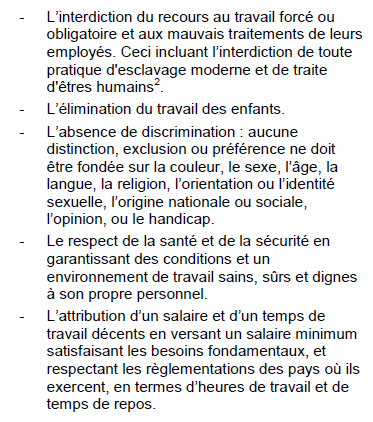 - L’interdiction du recours au travail forcé ou
obligatoire et aux mauvais traitements de leurs
employés. Ceci incluant l’interdiction de toute
pratique d'esclavage moderne et de traite
d'êtres humains².
- L’élimination du travail des enfants.
- L’absence de discrimination : aucune
distinction, exclusion ou préférence ne doit
être fondée sur la couleur, le sexe, l’âge, la
langue, la religion, l’orientation ou l’identité
sexuelle, l’origine nationale ou sociale,
l’opinion, ou le handicap.
- Le respect de la santé et de la sécurité en
garantissant des conditions et un
environnement de travail sains, sûrs et dignes
à son propre personnel.
- L’attribution d’un salaire et d’un temps de
travail décents en versant un salaire minimum
satisfaisant les besoins fondamentaux, et
respectant les règlementations des pays où ils
exercent, en termes d’heures de travail et de
temps de repos.